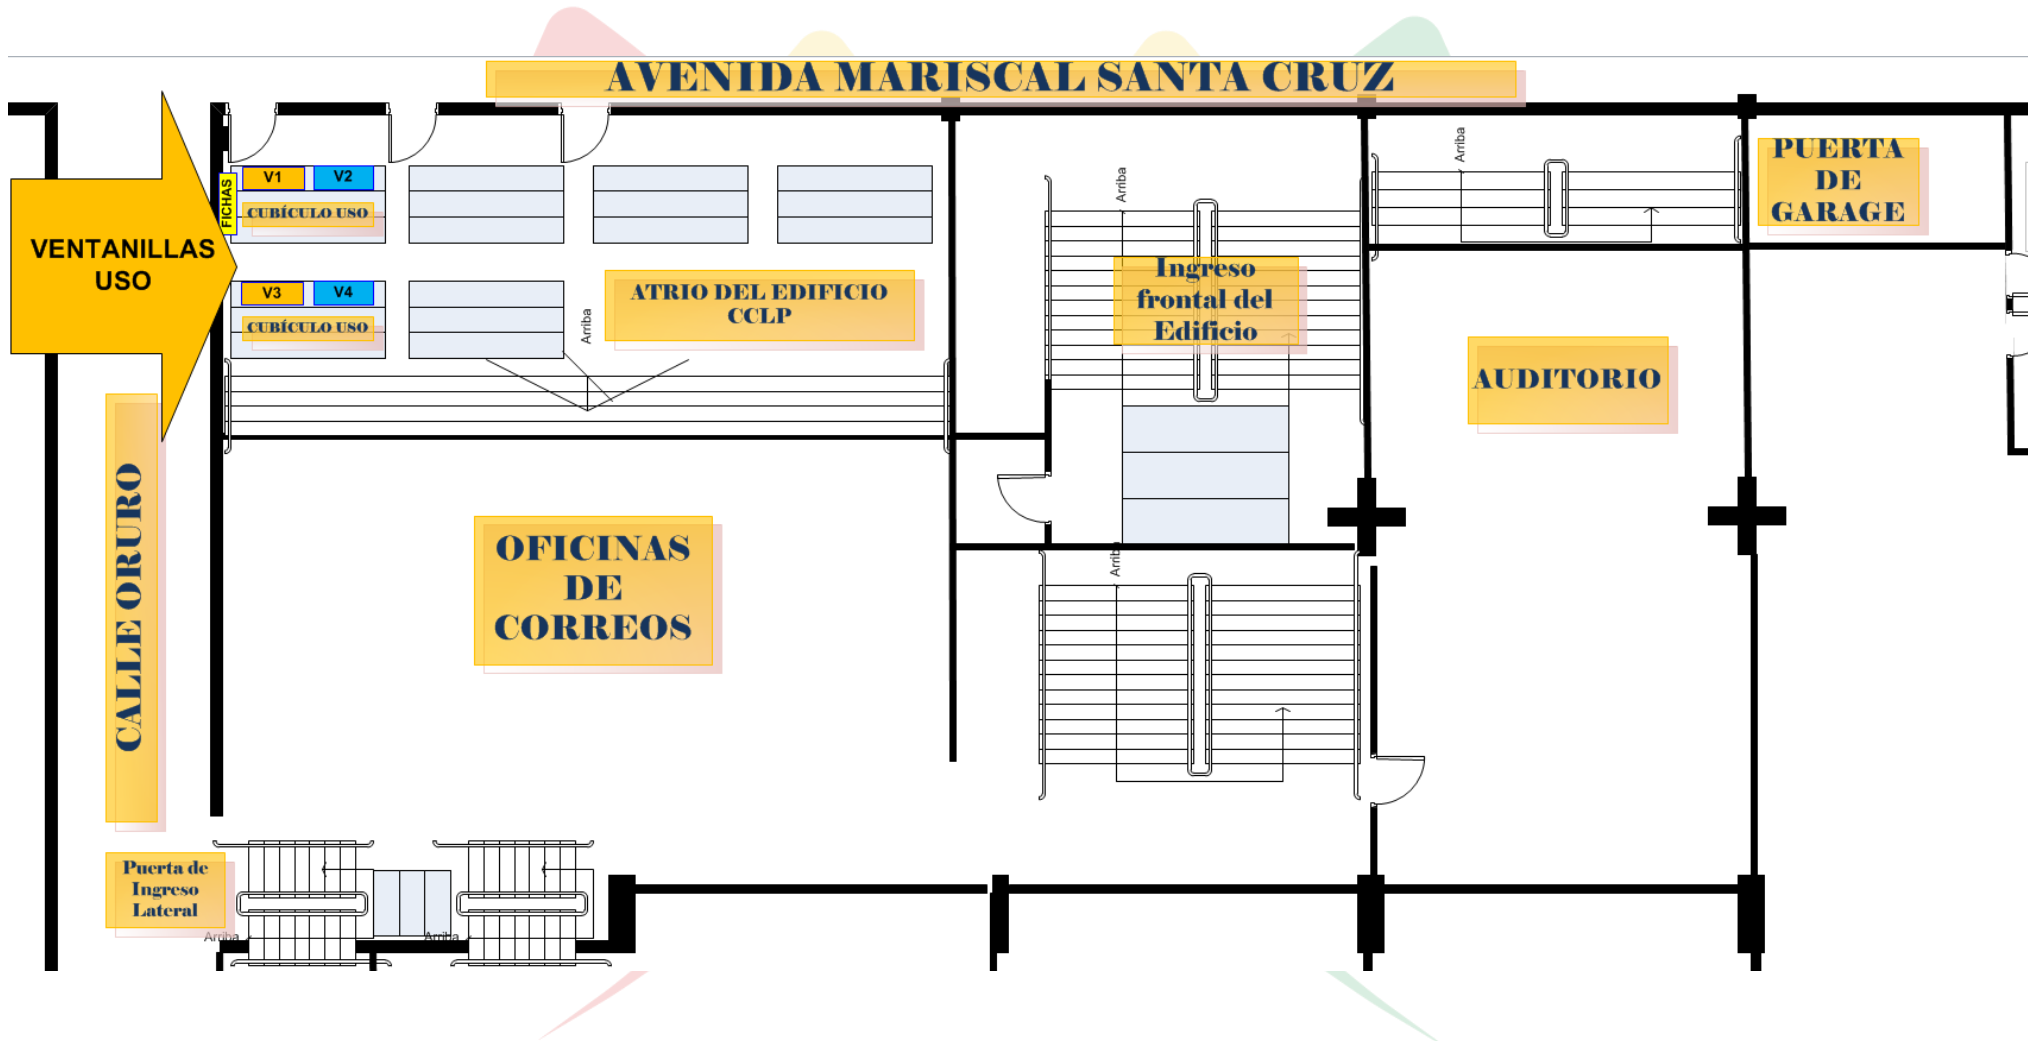 AVENIDA MARISCAL SANTA CRUZ
VENTANILLAS
USO
FICHAS
V1
V2
CUBÍCULO USO
V3
V4
CUBÍCULO USO
ATRIO DEL EDIFICIO
CCLP
Arriba
Arriba
Ingreso
frontal del
Edificio
Arriba
PUERTA
DE
GARAGE
AUDITORIO
CALLE ORURO
OFICINAS
DE
CORREOS
Arriba
Puerta de
Ingreso
Lateral
Arriba
Arriba